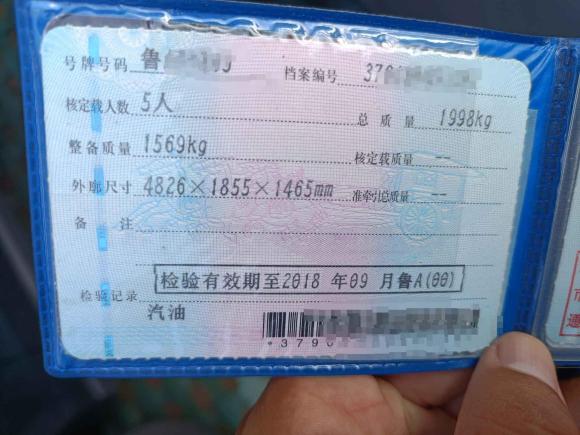 号牌号码 鲁 档案编号 376
核定载人数 5人 总质量 1998kg
整备质量 1569kg 核定载质量 --
外廓尺寸 4826×1855×1465mm 准牵引总质量 --
备注
检验有效期至2018 年09 月鲁A(00)
检验记录
汽油
*3790